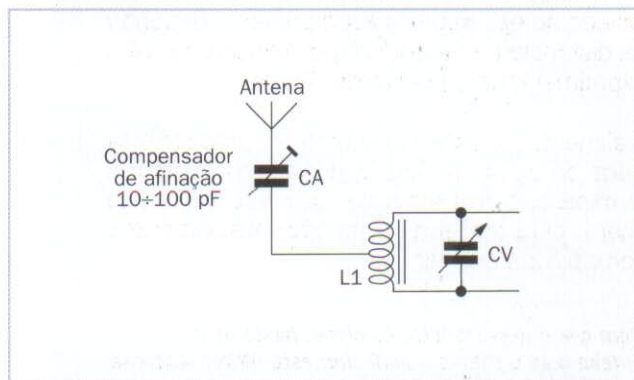 Antena
Compensador
de afinação
10÷100 pF
CA
L1
CV